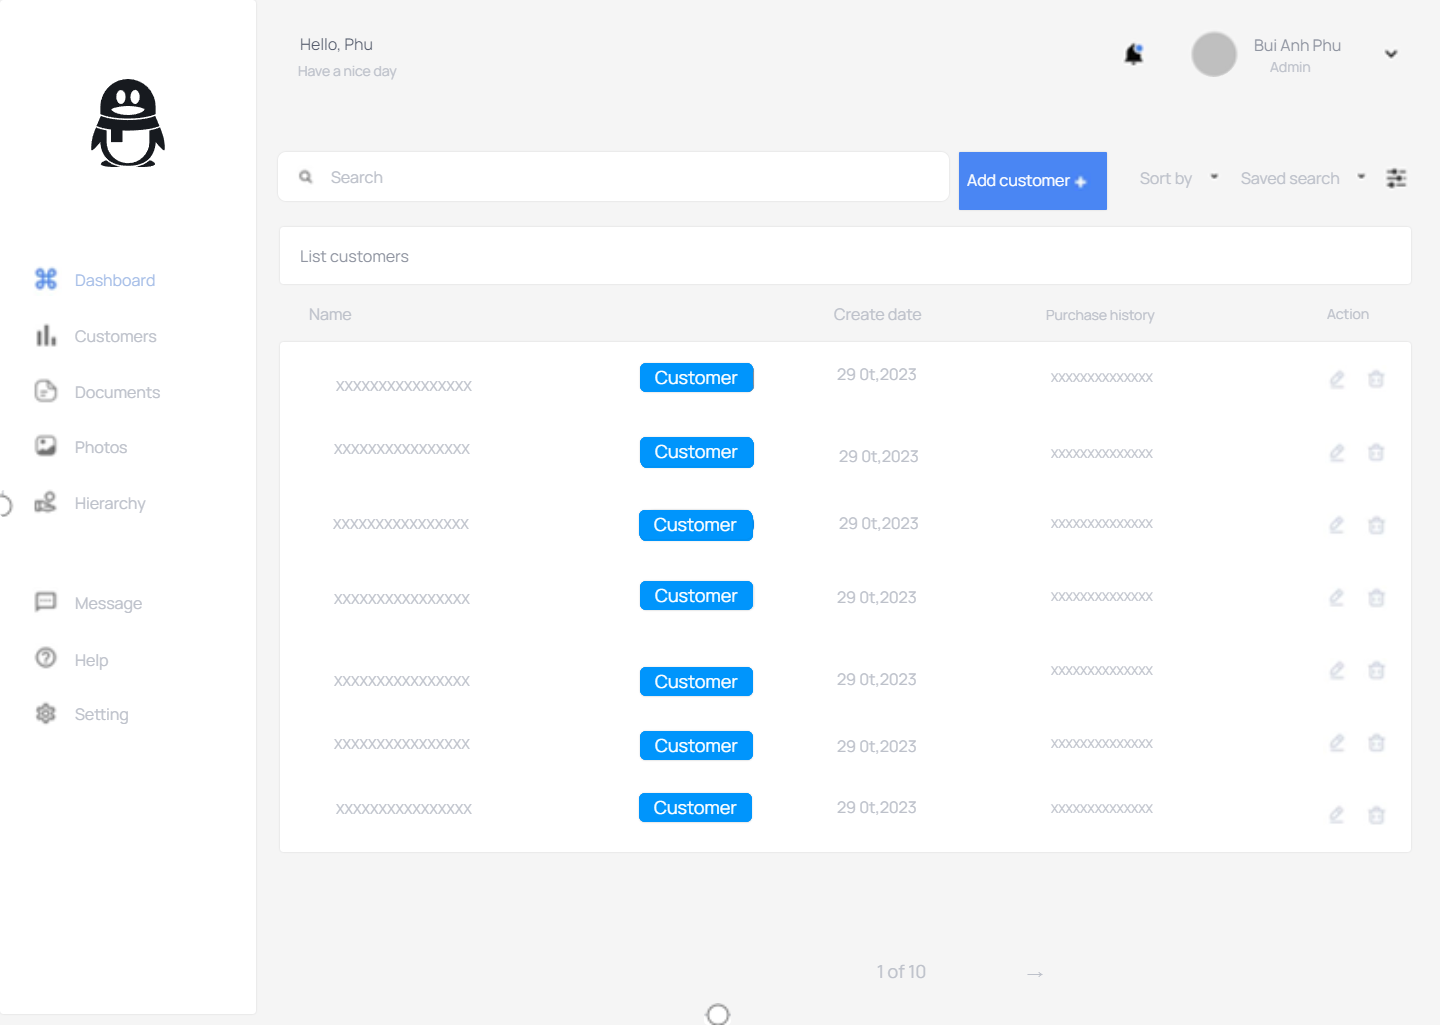 Hello, Phu
Have a nice day
Bui Anh Phu
Admin
Search
Add customer +
Sort by
Saved search
List customers
Name Create date Purchase history Action
xxxxxxxxxxxxxxxx Customer 29 0t,2023 xxxxxxxxxxxxxx
xxxxxxxxxxxxxxxx Customer 29 0t,2023 xxxxxxxxxxxxxx
xxxxxxxxxxxxxxxx Customer 29 0t,2023 xxxxxxxxxxxxxx
xxxxxxxxxxxxxxxx Customer 29 0t,2023 xxxxxxxxxxxxxx
xxxxxxxxxxxxxxxx Customer 29 0t,2023 xxxxxxxxxxxxxx
xxxxxxxxxxxxxxxx Customer 29 0t,2023 xxxxxxxxxxxxxx
xxxxxxxxxxxxxxxx Customer 29 0t,2023 xxxxxxxxxxxxxx
1 of 10 →
Dashboard
Customers
Documents
Photos
Hierarchy
Message
Help
Setting